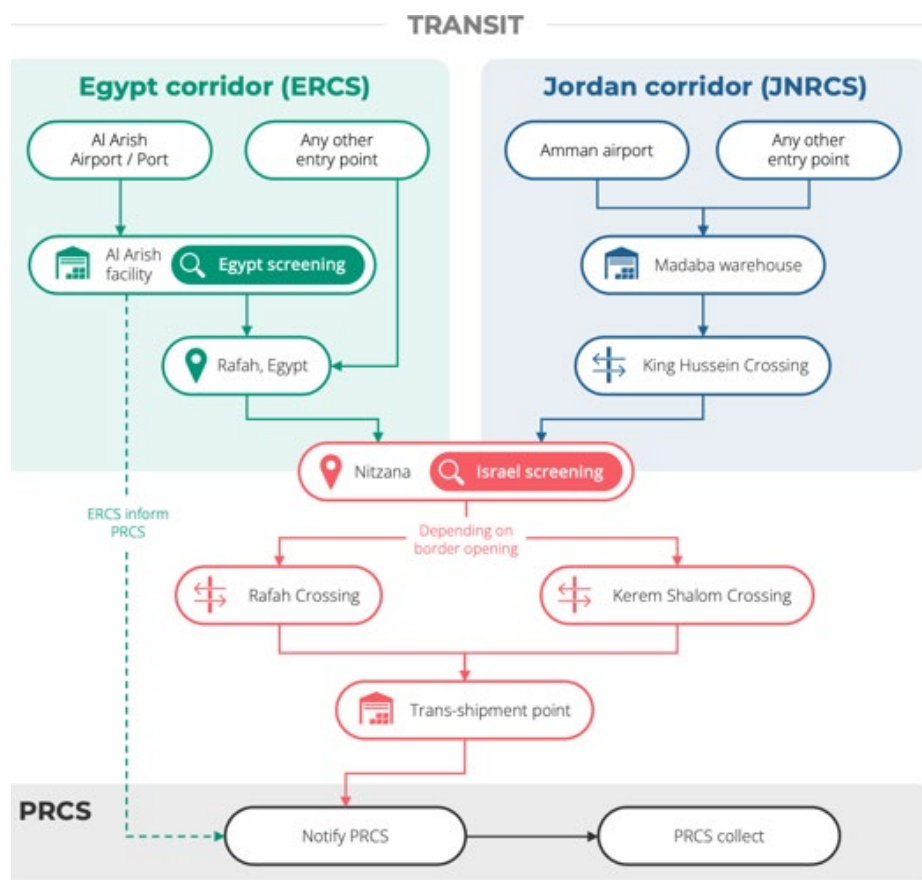 TRANSIT
Egypt corridor (ERCS)
Jordan corridor (JNRCS)
Al Arish
Airport / Port
Any other
entry point
Amman airport
Any other
entry point
Al Arish
facility
Egypt screening
Madaba warehouse
Rafah, Egypt
King Hussein Crossing
Nitzana
Israel screening
ERCS inform
PRCS
Depending on
border opening
Rafah Crossing
Kerem Shalom Crossing
Trans-shipment point
PRCS
Notify PRCS
PRCS collect